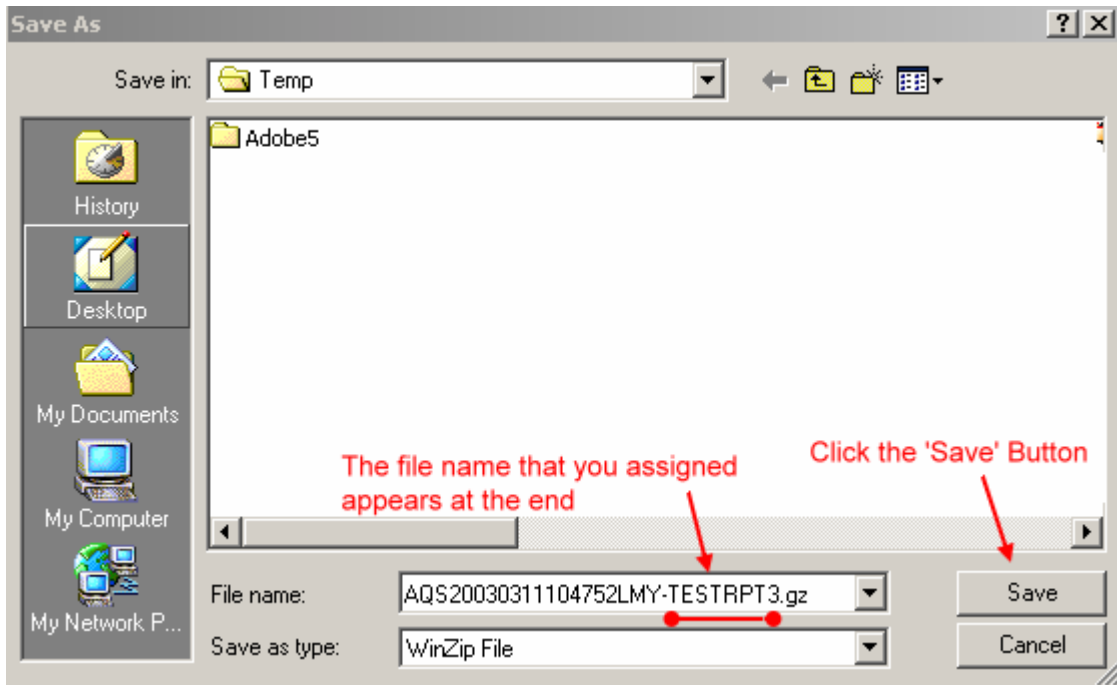 Save As
Save in:
Temp
Adobe5
History
Desktop
My Documents
My Computer
My Network P...
The file name that you assigned
appears at the end
Click the 'Save' Button
File name:
AQS20030311104752LMY-TESTRPT3.gz
Save
Save as type:
WinZip File
Cancel